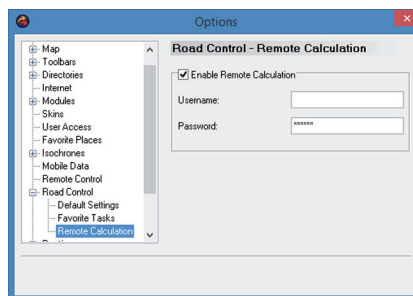 Options
Map
Toolbars
Directories
Internet
Modules
Skins
User Access
Favorite Places
Isochrones
Mobile Data
Remote Control
Road Control
Default Settings
Favorite Tasks
Remote Calculation
Road Control - Remote Calculation
Enable Remote Calculation
Username:
Password:
××××××